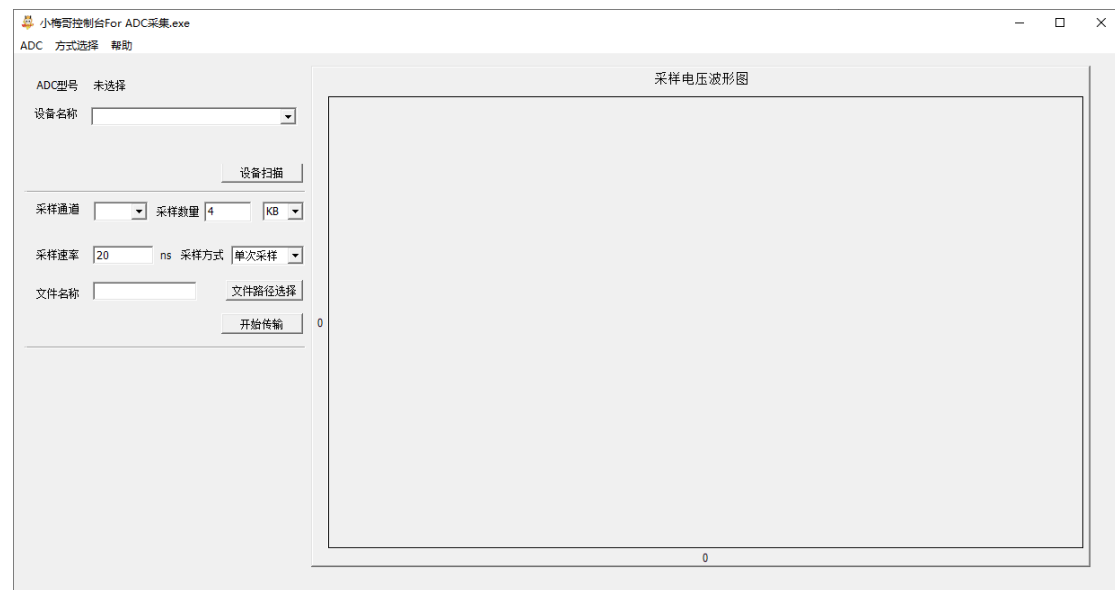 小梅哥控制台For ADC采集.exe
ADC 方式选择 帮助
ADC型号 未选择
设备名称
设备扫描
采样通道 采样数量 4 KB
采样速率 20 ns 采样方式 单次采样
文件名称 文件路径选择
开始传输
采样电压波形图
0
0